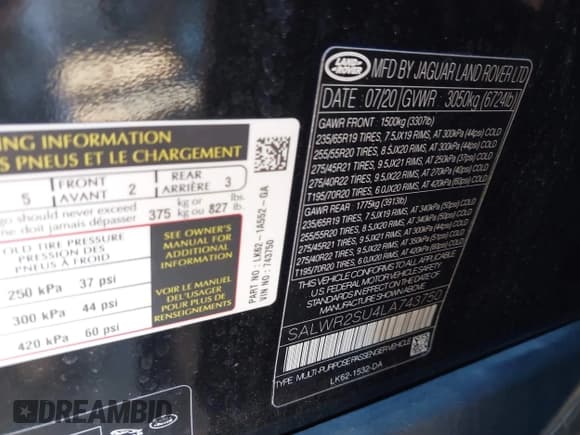 ING INFORMATION
S PNEUS ET LE CHARGEMENT
5 FRONT AVANT 2 REAR ARRIÈRE 3
go should never exceed 375 kg or 827 lbs.
ne doit jamais dépasser kg ou lb.
COLD TIRE PRESSURE
PRESSION DES
PNEUS À FROID
250 kPa 37 psi
300 kPa 44 psi
420 kPa 60 psi
SEE OWNER'S
MANUAL FOR
ADDITIONAL
INFORMATION
VOIR LE MANUEL
DE L'USAGER
POUR PLUS DE
RENSEIGNEMENTS
PART NO : LK62-1A552-GA
VIN NO : 743750
LAND ROVER
MFD BY JAGUAR LAND ROVER LTD
DATE : 07/20 GVWR : 3050kg (6724lb)
GAWR FRONT : 1500kg (3307lb)
235/65R19 TIRES, 7.5JX19 RIMS, AT 300kPa (44psi) COLD
255/55R20 TIRES, 8.5JX20 RIMS, AT 300kPa (44psi) COLD
275/45R21 TIRES, 9.5JX21 RIMS, AT 250kPa (37psi) COLD
275/40R22 TIRES, 9.5JX22 RIMS, AT 270kPa (40psi) COLD
T195/70R20 TIRES, 6.0JX20 RIMS, AT 420kPa (60psi) COLD
GAWR REAR : 1775kg (3913lb)
235/65R19 TIRES, 7.5JX19 RIMS, AT 340kPa (50psi) COLD
255/55R20 TIRES, 8.5JX20 RIMS, AT 340kPa (50psi) COLD
275/45R21 TIRES, 9.5JX21 RIMS, AT
275/40R22 TIRES, 9.5JX22 RIMS, AT
T195/70R20 TIRES, 6.0JX20 RIMS, AT 420kPa (60psi) COLD
THIS VEHICLE CONFORMS TO ALL APPLICABLE
FEDERAL MOTOR VEHICLE SAFETY STANDARDS
IN EFFECT ON THE DATE OF MANUFACTURE
SHOWN ABOVE
SALWR2SU4LA743750
TYPE : MULTI-PURPOSE PASSENGER VEHICLE
LK62-1532-DA
DREAMBID